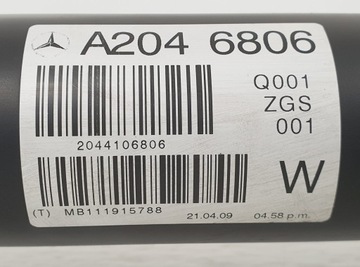 A204 6806
Q001
ZGS
001
2044106806
W
(T) MB111915788 21.04.09 04.58 p.m.